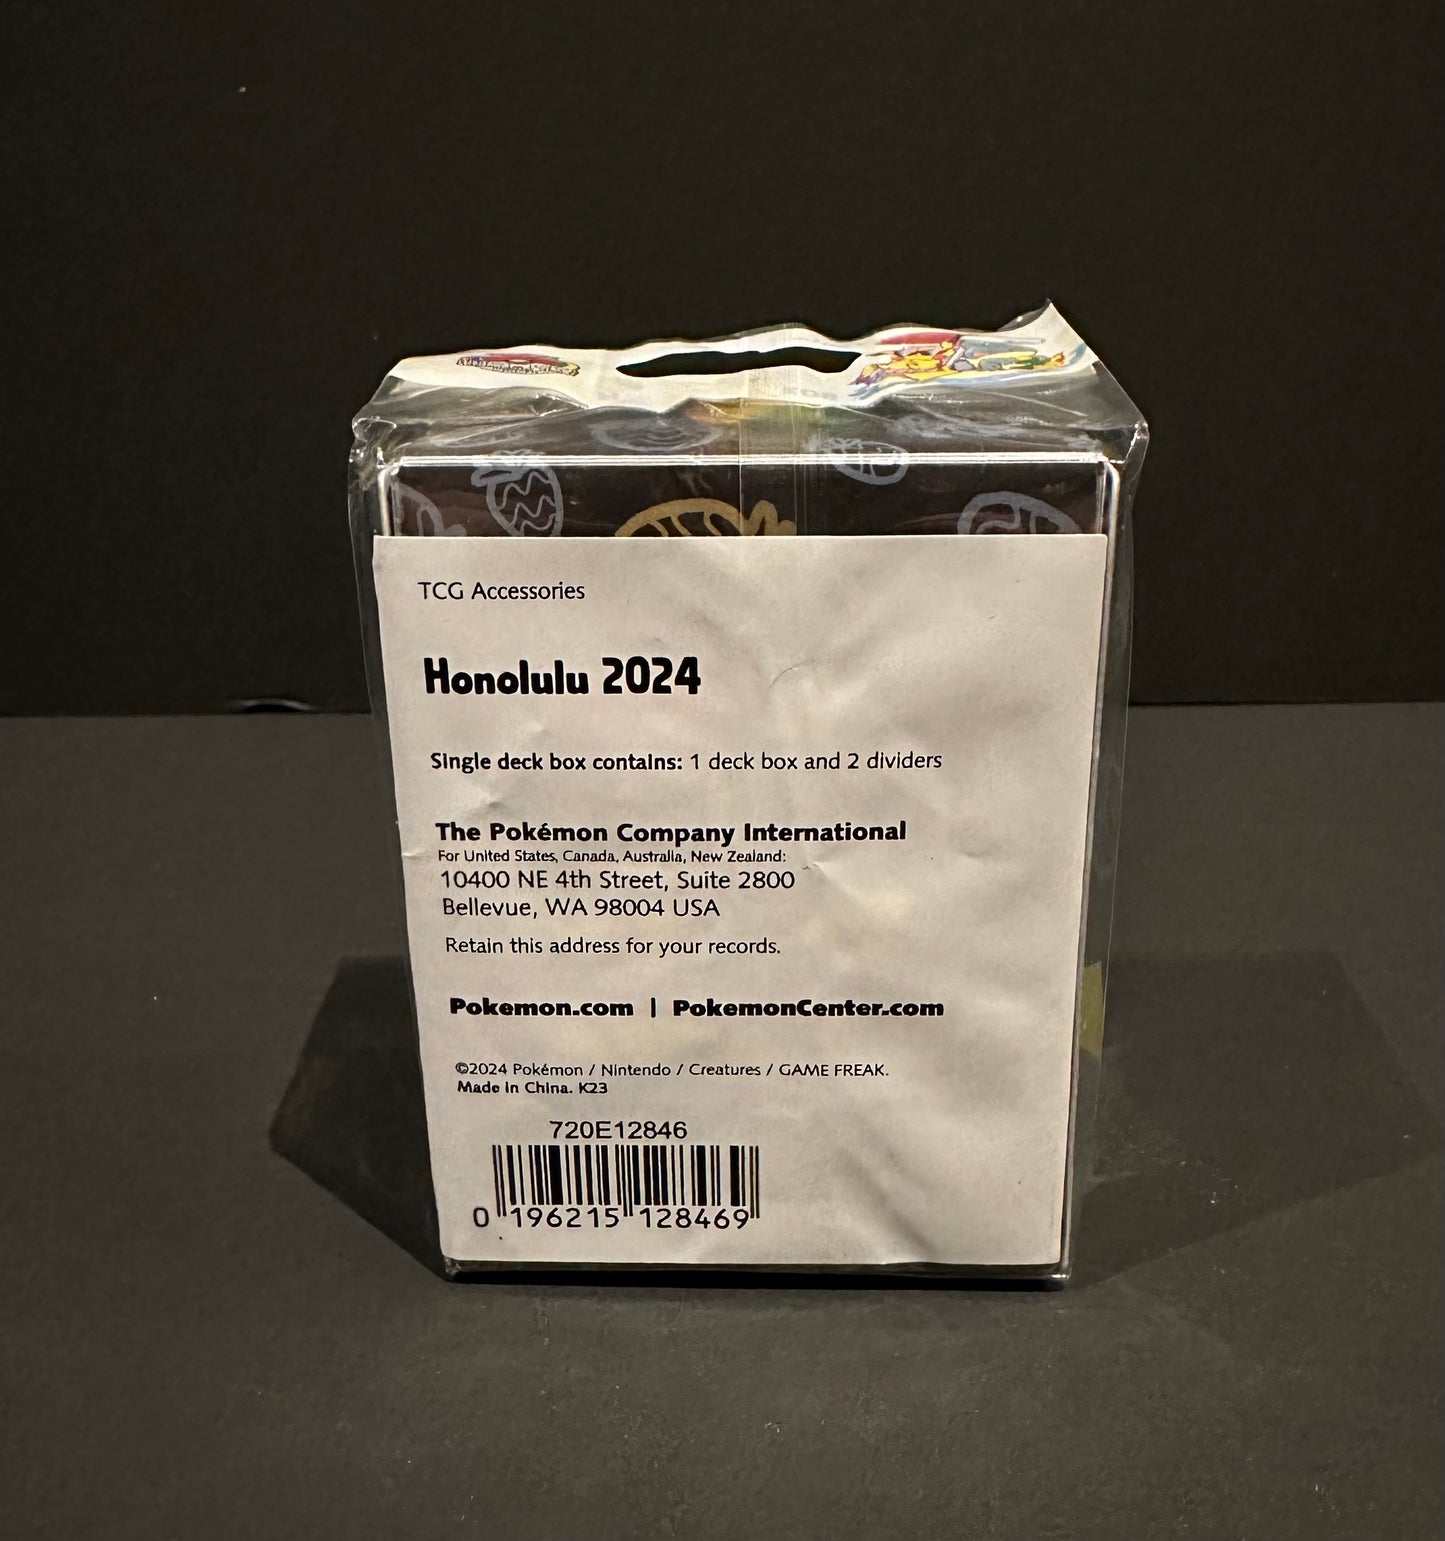 TCG Accessories
Honolulu 2024
Single deck box contains: 1 deck box and 2 dividers
The Pokémon Company International
For United States, Canada, Australia, New Zealand:
10400 NE 4th Street, Suite 2800
Bellevue, WA 98004 USA
Retain this address for your records.
Pokemon.com | PokemonCenter.com
©2024 Pokémon / Nintendo / Creatures / GAME FREAK.
Made in China. K23
720E12846
0 196215 128469